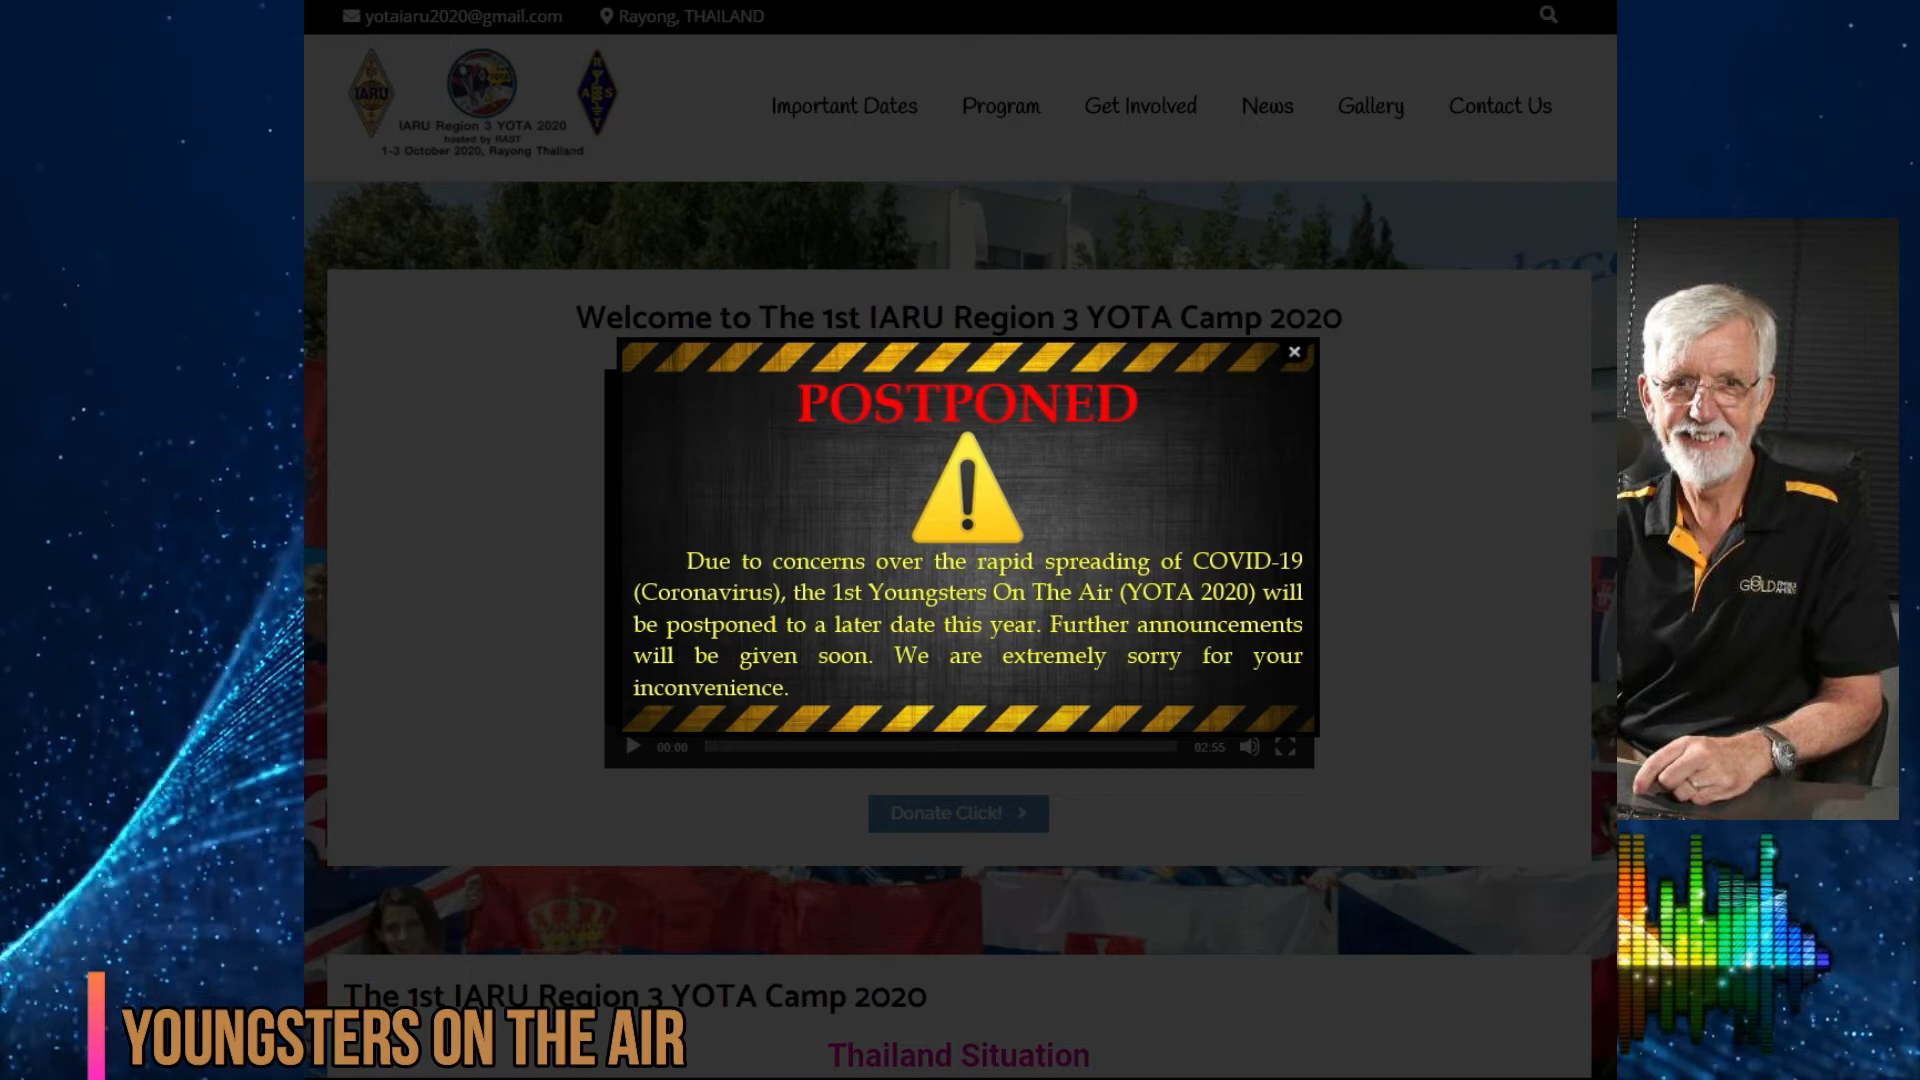 yotaiaru2020@gmail.com
Rayong, THAILAND
IARU
YOTA
R
A S
T
IARU Region 3 YOTA 2020
hosted by RAST
1-3 October 2020, Rayong Thailand
Important Dates
Program
Get Involved
News
Gallery
Contact Us
Welcome to The 1st IARU Region 3 YOTA Camp 2020
POSTPONED
Due to concerns over the rapid spreading of COVID-19
(Coronavirus), the 1st Youngsters On The Air (YOTA 2020) will
be postponed to a later date this year. Further announcements
will be given soon. We are extremely sorry for your
inconvenience.
00:00
02:55
Donate Click!
GOLD
The 1st IARU Region 3 YOTA Camp 2020
YOUNGSTERS ON THE AIR
Thailand Situation